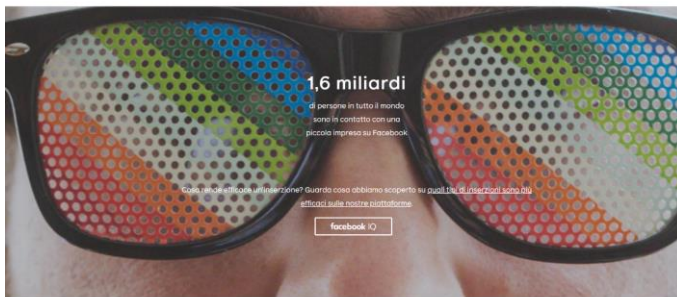 1,6 miliardi
di persone in tutto il mondo
sono in contatto con una
piccola impresa su Facebook
Cosa rende efficace un'inserzione? Guarda cosa abbiamo scoperto su quali tipi di inserzioni sono più
efficaci sulle nostre piattaforme.
facebook IQ